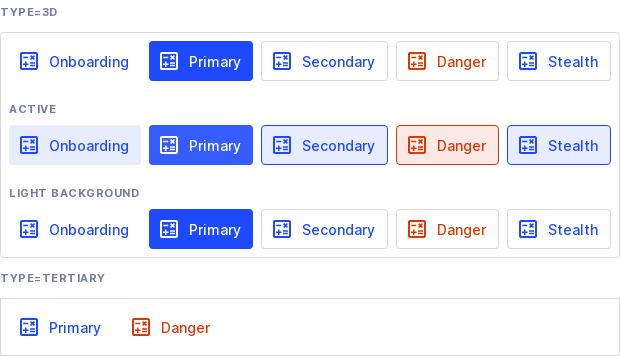 TYPE=3D
Onboarding Primary Secondary Danger Stealth
ACTIVE
Onboarding Primary Secondary Danger Stealth
LIGHT BACKGROUND
Onboarding Primary Secondary Danger Stealth
TYPE=TERTIARY
Primary Danger